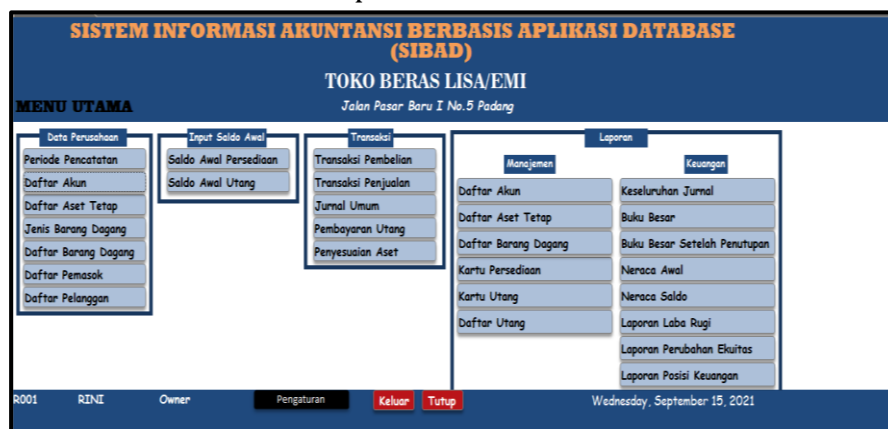 SISTEM INFORMASI AKUNTANSI BERBASIS APLIKASI DATABASE
(SIBAD)
TOKO BERAS LISA/EMI
MENU UTAMA
Jalan Pasar Baru I No.5 Padang
Data Perusahaan
Periode Pencatatan
Daftar Akun
Daftar Aset Tetap
Jenis Barang Dagang
Daftar Barang Dagang
Daftar Pemasok
Daftar Pelanggan
Input Saldo Awal
Saldo Awal Persediaan
Saldo Awal Utang
Transaksi
Transaksi Pembelian
Transaksi Penjualan
Jurnal Umum
Pembayaran Utang
Penyesuaian Aset
Laporan
Manajemen
Daftar Akun
Daftar Aset Tetap
Daftar Barang Dagang
Kartu Persediaan
Kartu Utang
Daftar Utang
Keuangan
Keseluruhan Jurnal
Buku Besar
Buku Besar Setelah Penutupan
Neraca Awal
Neraca Saldo
Laporan Laba Rugi
Laporan Perubahan Ekuitas
Laporan Posisi Keuangan
R001 RINI Owner Pengaturan Keluar Tutup Wednesday, September 15, 2021